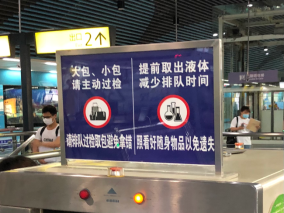 出口 2
大包、小包
请主动过检
请排队过检取包避免拿错
提前取出液体
减少排队时间
照看好随身物品以免遗失